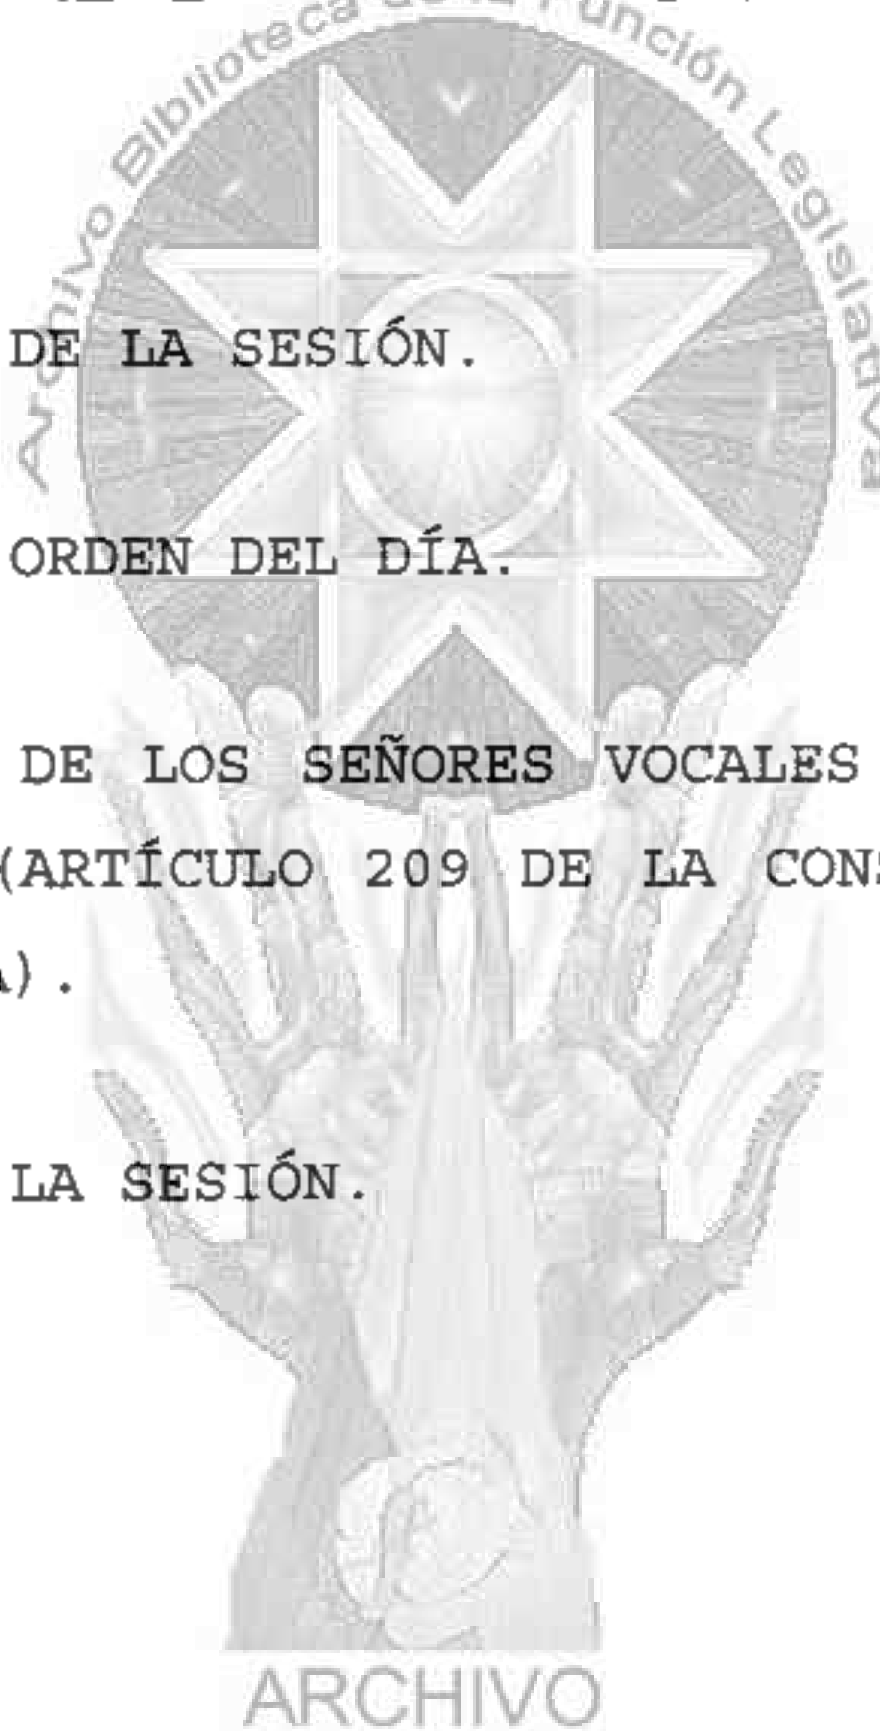 Archivo Biblioteca de la Función Legislativa
DE LA SESIÓN.
ORDEN DEL DÍA.
DE LOS SEÑORES VOCALES
(ARTÍCULO 209 DE LA CONS
A).
LA SESIÓN.
ARCHIVO